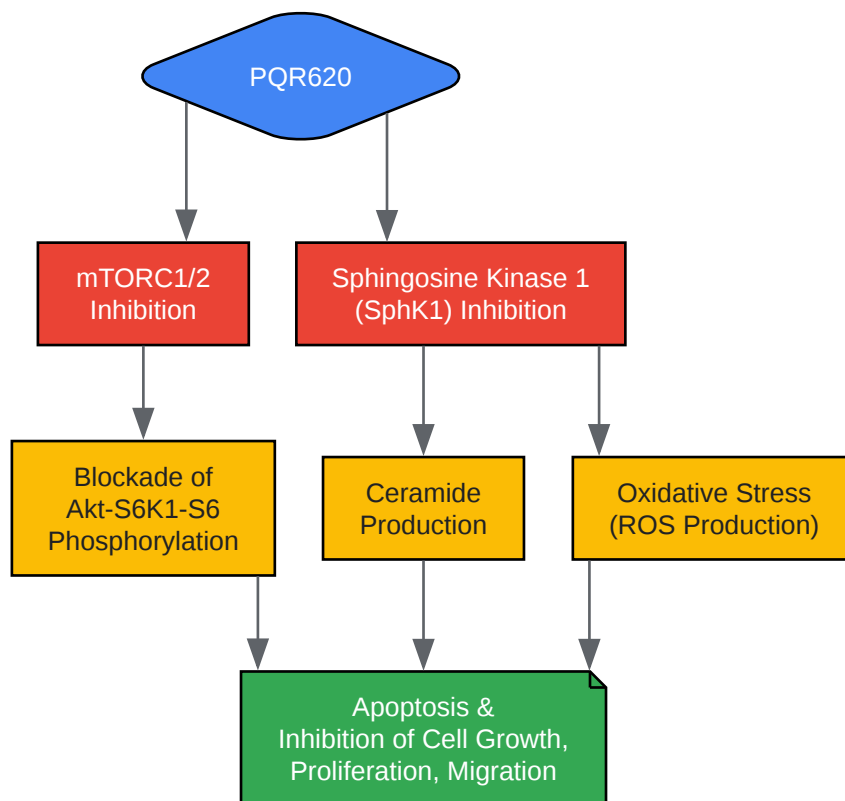 PQR620
mTORC1/2
Inhibition
Sphingosine Kinase 1
(SphK1) Inhibition
Blockade of
Akt-S6K1-S6
Phosphorylation
Ceramide
Production
Oxidative Stress
(ROS Production)
Apoptosis &
Inhibition of Cell Growth,
Proliferation, Migration